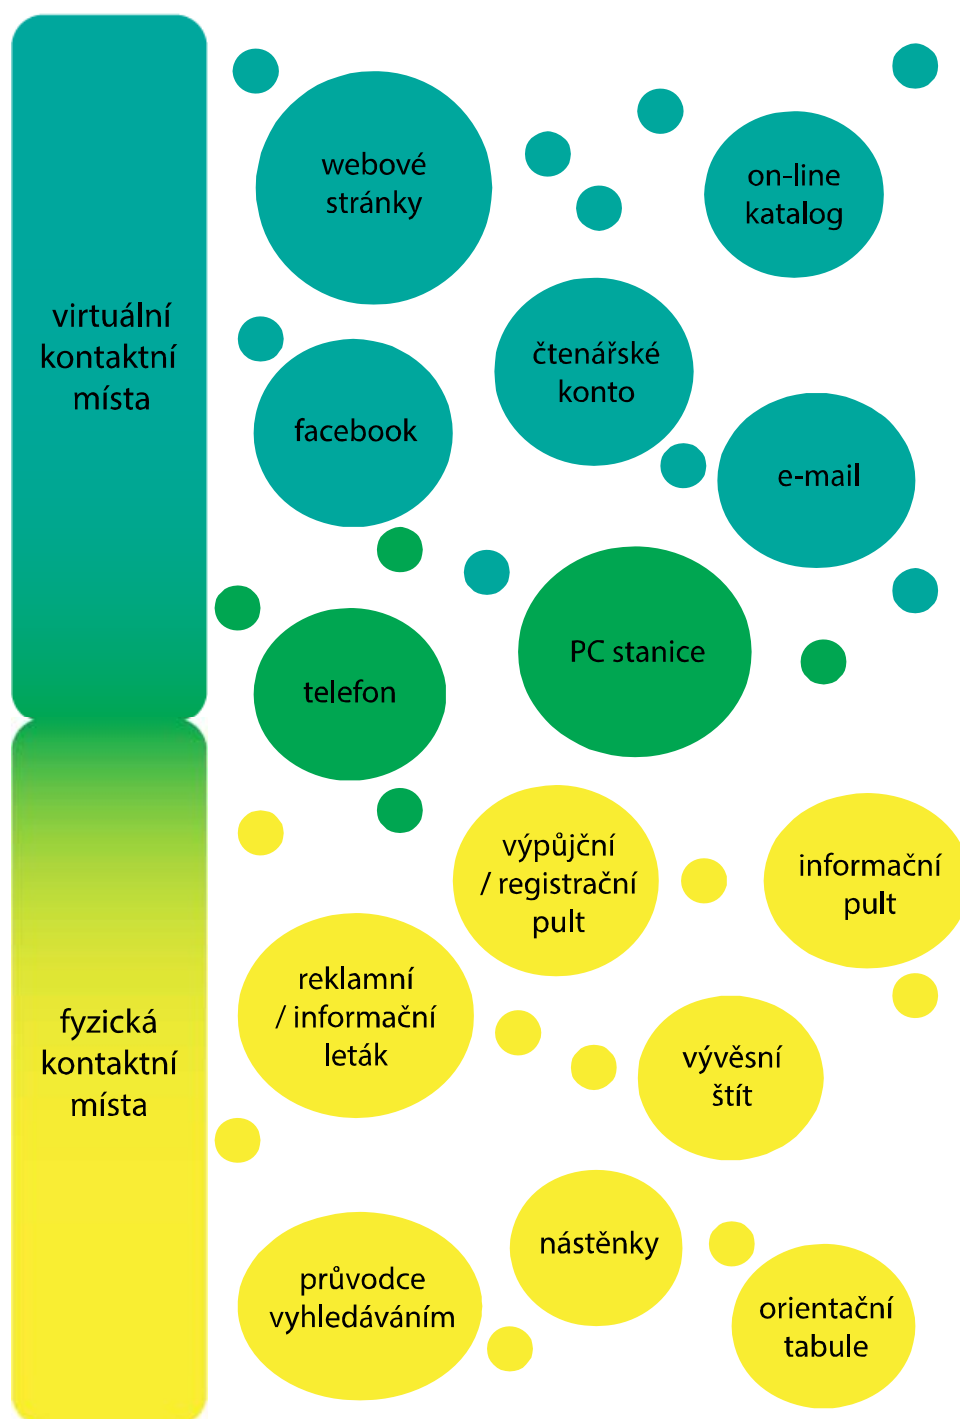 virtuální
kontaktní
místa
webové
stránky
on-line
katalog
čtenářské
konto
facebook
e-mail
PC stanice
telefon
fyzická
kontaktní
místa
výpůjční
/ registrační
pult
informační
pult
reklamní
/ informační
leták
vývěsní
štít
nástěnky
průvodce
vyhledáváním
orientační
tabule